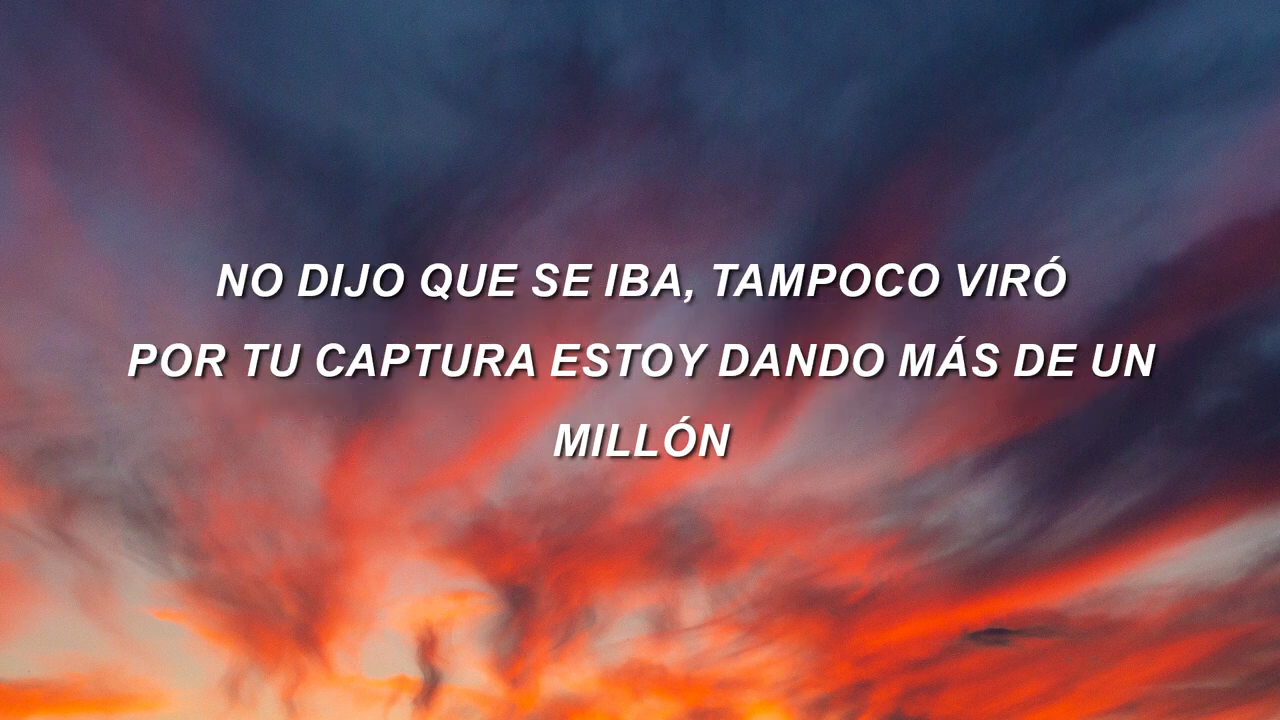 NO DIJO QUE SE IBA, TAMPOCO VIRÓ
POR TU CAPTURA ESTOY DANDO MÁS DE UN
MILLÓN